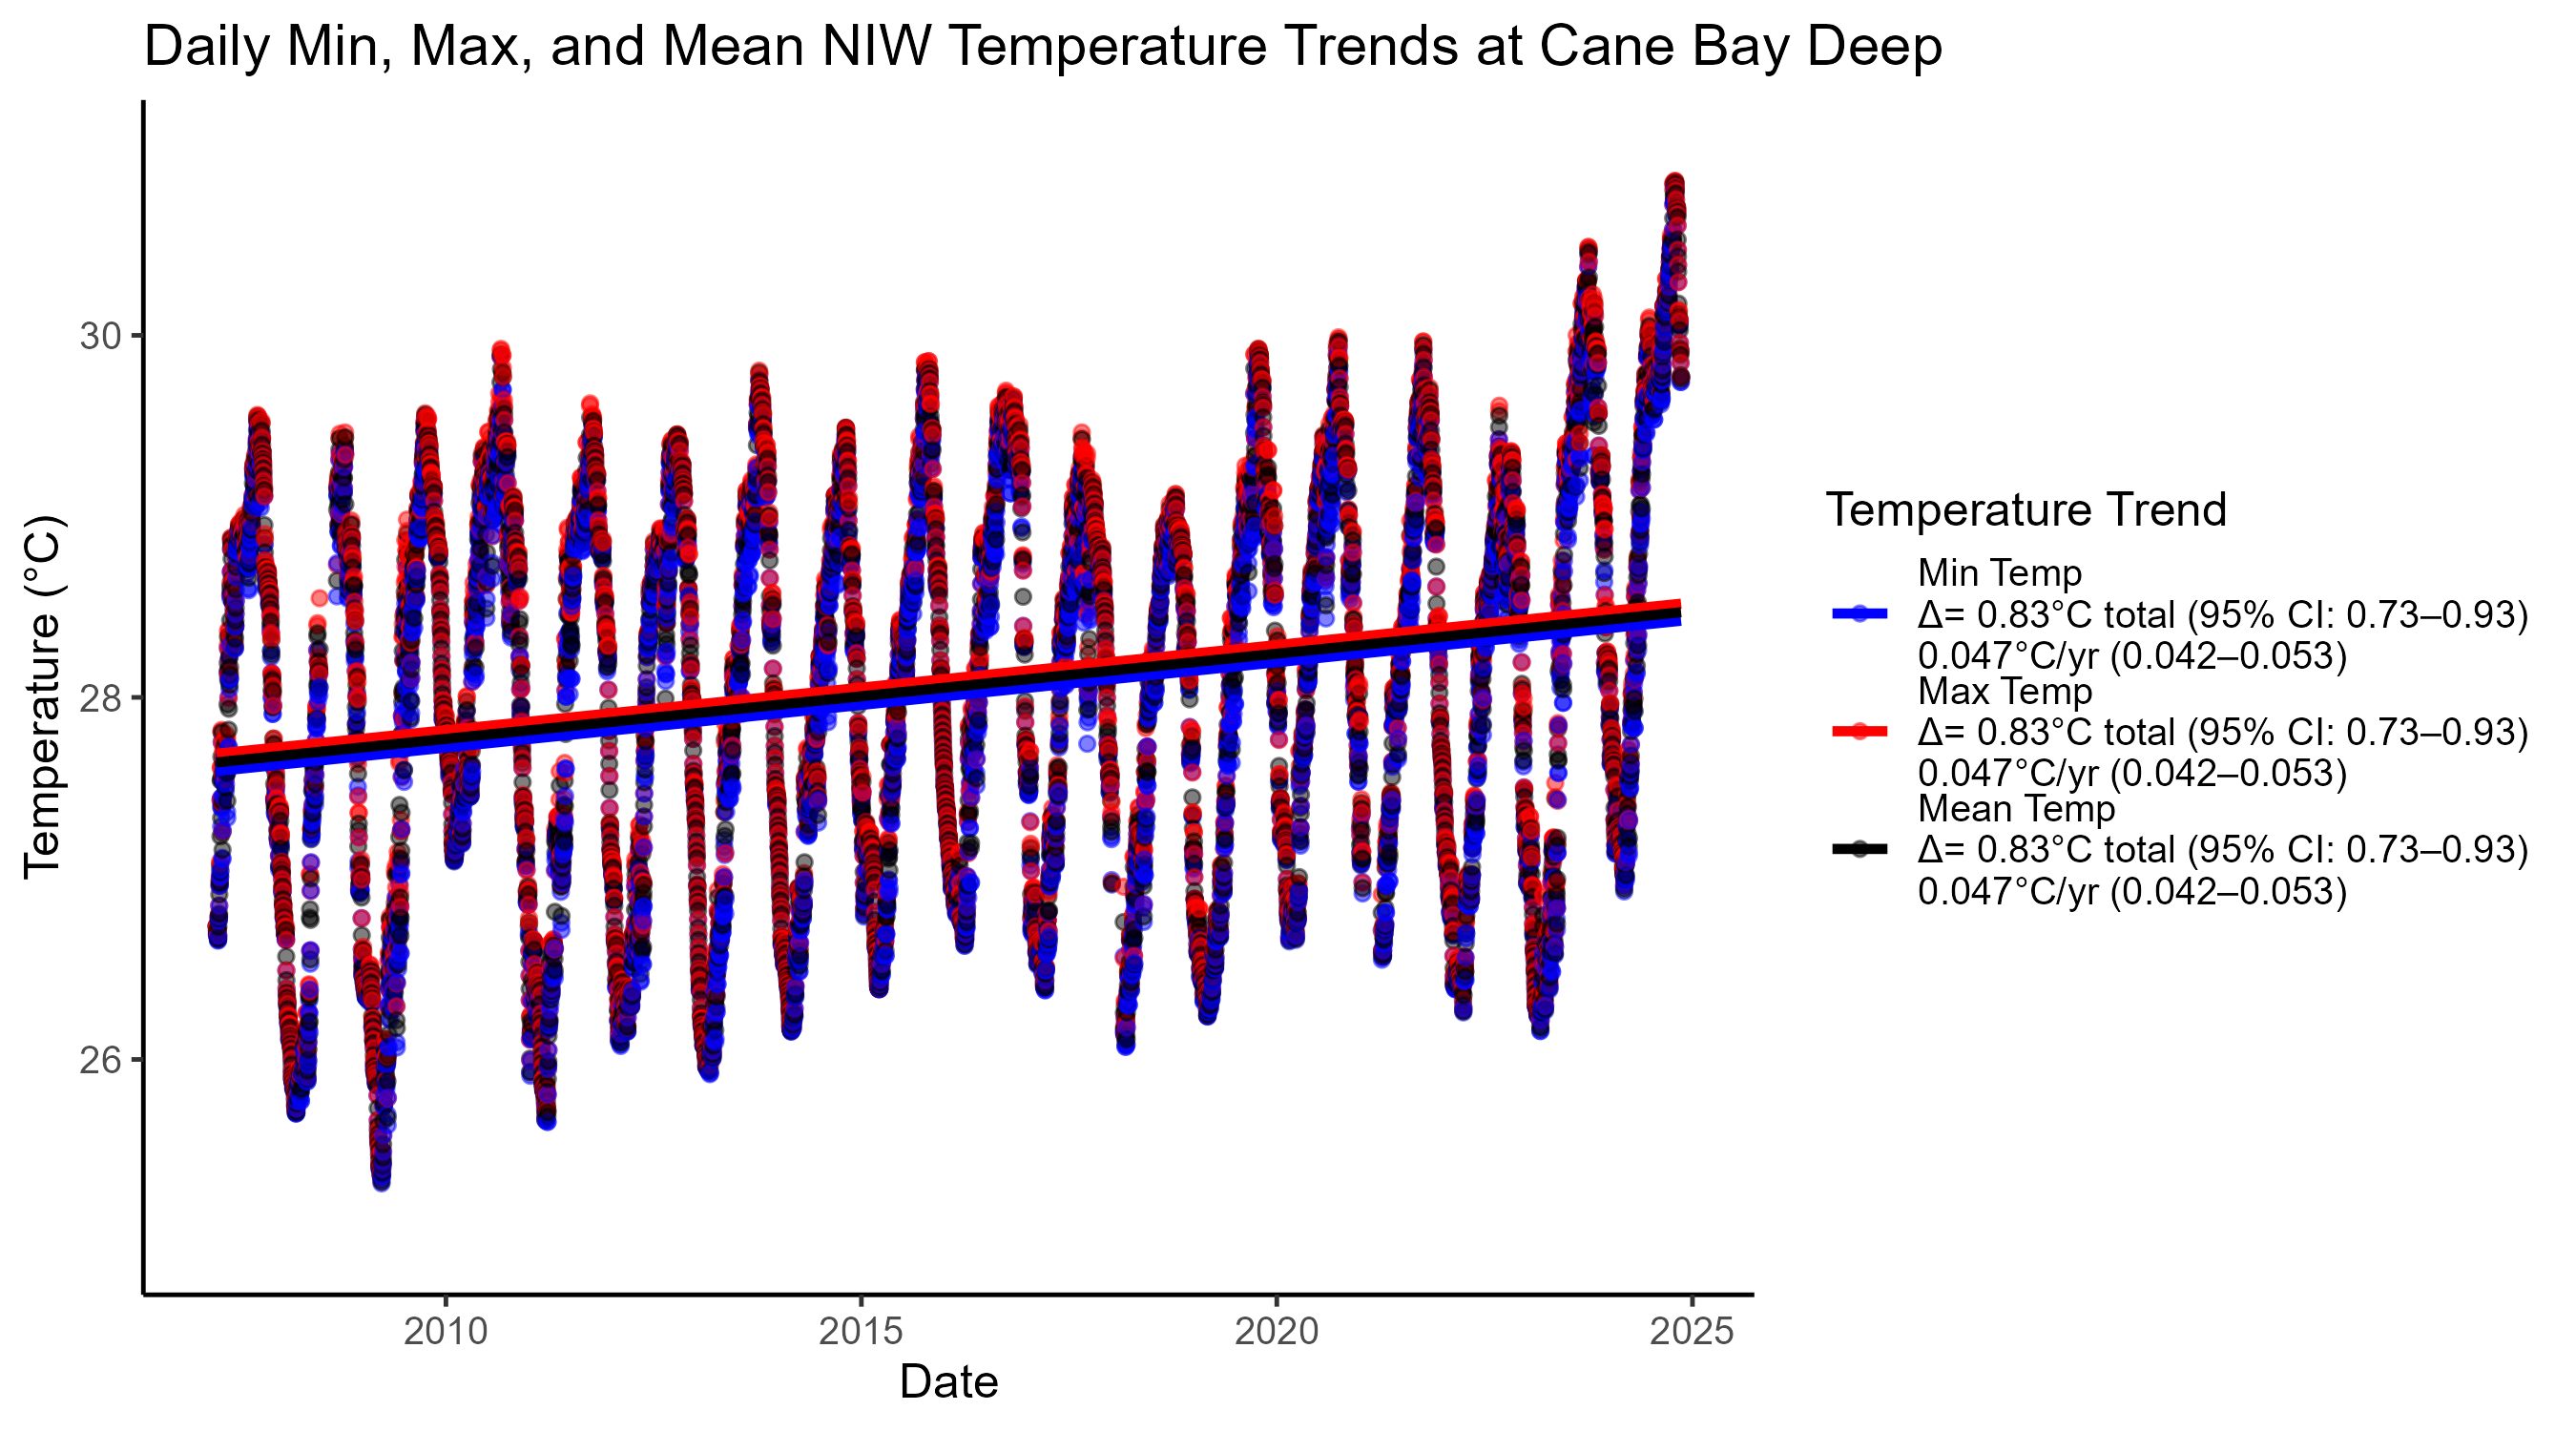 Daily Min, Max, and Mean NIW Temperature Trends at Cane Bay Deep
Temperature (°C)
30
28
26
2010
2015
2020
2025
Date
Temperature Trend
Min Temp
Δ= 0.83°C total (95% CI: 0.73–0.93)
0.047°C/yr (0.042–0.053)
Max Temp
Δ= 0.83°C total (95% CI: 0.73–0.93)
0.047°C/yr (0.042–0.053)
Mean Temp
Δ= 0.83°C total (95% CI: 0.73–0.93)
0.047°C/yr (0.042–0.053)